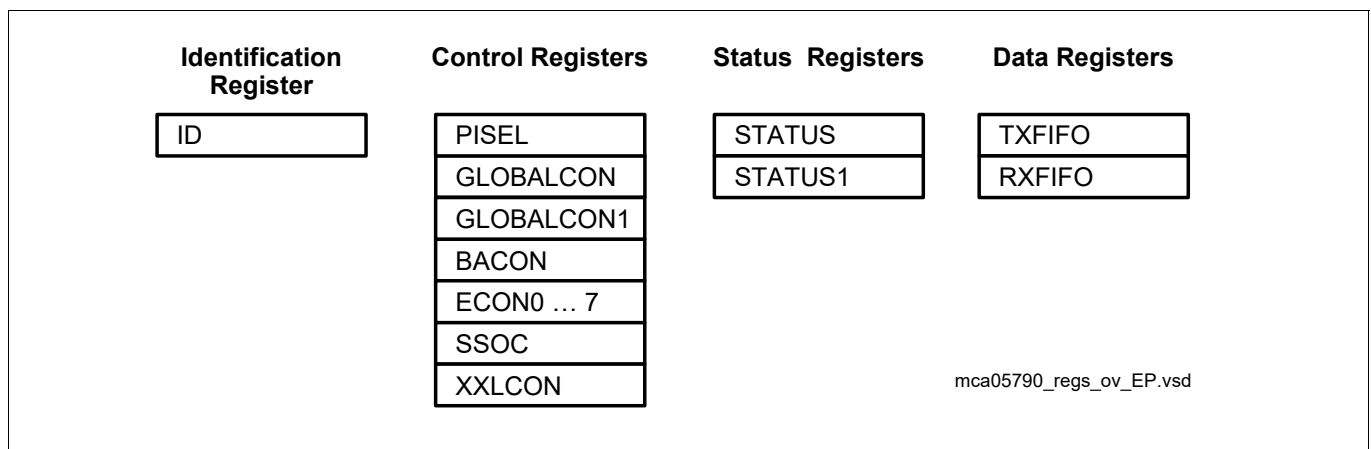 Identification
Register
ID
Control Registers
PISEL
GLOBALCON
GLOBALCON1
BACON
ECON0 … 7
SSOC
XXLCON
Status Registers
STATUS
STATUS1
Data Registers
TXFIFO
RXFIFO
mca05790_regs_ov_EP.vsd